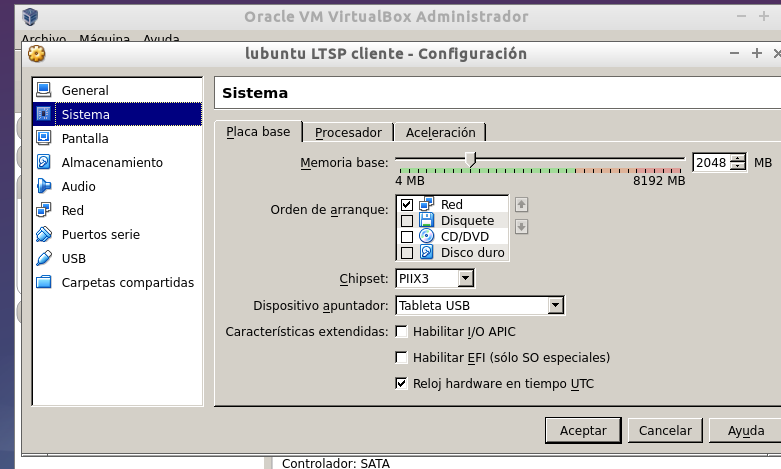 Oracle VM VirtualBox Administrador
Archivo Máquina Ayuda
lubuntu LTSP cliente - Configuración
General
Sistema
Pantalla
Almacenamiento
Audio
Red
Puertos serie
USB
Carpetas compartidas
Sistema
Placa base Procesador Aceleración
Memoria base: 2048 MB
4 MB 8192 MB
Orden de arranque: Red
Disquete
CD/DVD
Disco duro
Chipset: PIIX3
Dispositivo apuntador: Tableta USB
Características extendidas: Habilitar I/O APIC
Habilitar EFI (sólo SO especiales)
Reloj hardware en tiempo UTC
Aceptar Cancelar Ayuda
Controlador: SATA